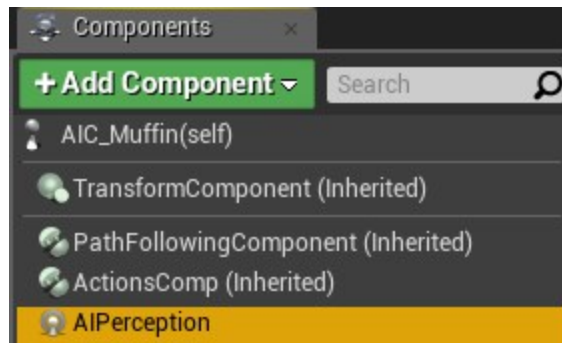 Components
+ Add Component
Search
AIC_Muffin(self)
TransformComponent (Inherited)
PathFollowingComponent (Inherited)
ActionsComp (Inherited)
AIPerception